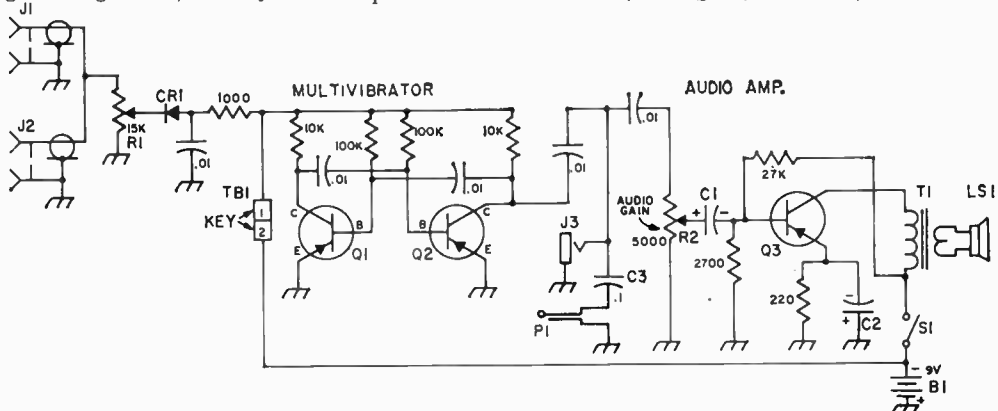 J1
J2
15K
R1
CR1
1000
.01
MULTIVIBRATOR
10K
100K
100K
10K
.01
.01
TB1
KEY
1
2
C
B
E
Q1
B
C
E
Q2
.01
.01
J3
C3
.1
P1
AUDIO AMP.
AUDIO
GAIN
5000
R2
C1
+
-
2700
27K
Q3
220
-
+
C2
T1
LS1
S1
- 9V
B1
+